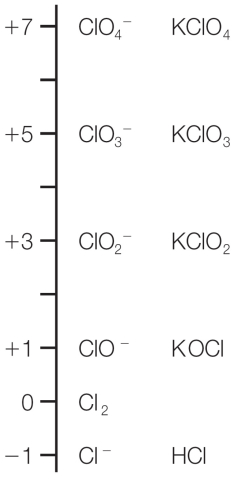 +7 ClO₄⁻ KClO₄
+5 ClO₃⁻ KClO₃
+3 ClO₂⁻ KClO₂
+1 ClO⁻ KOCl
0 Cl₂
−1 Cl⁻ HCl